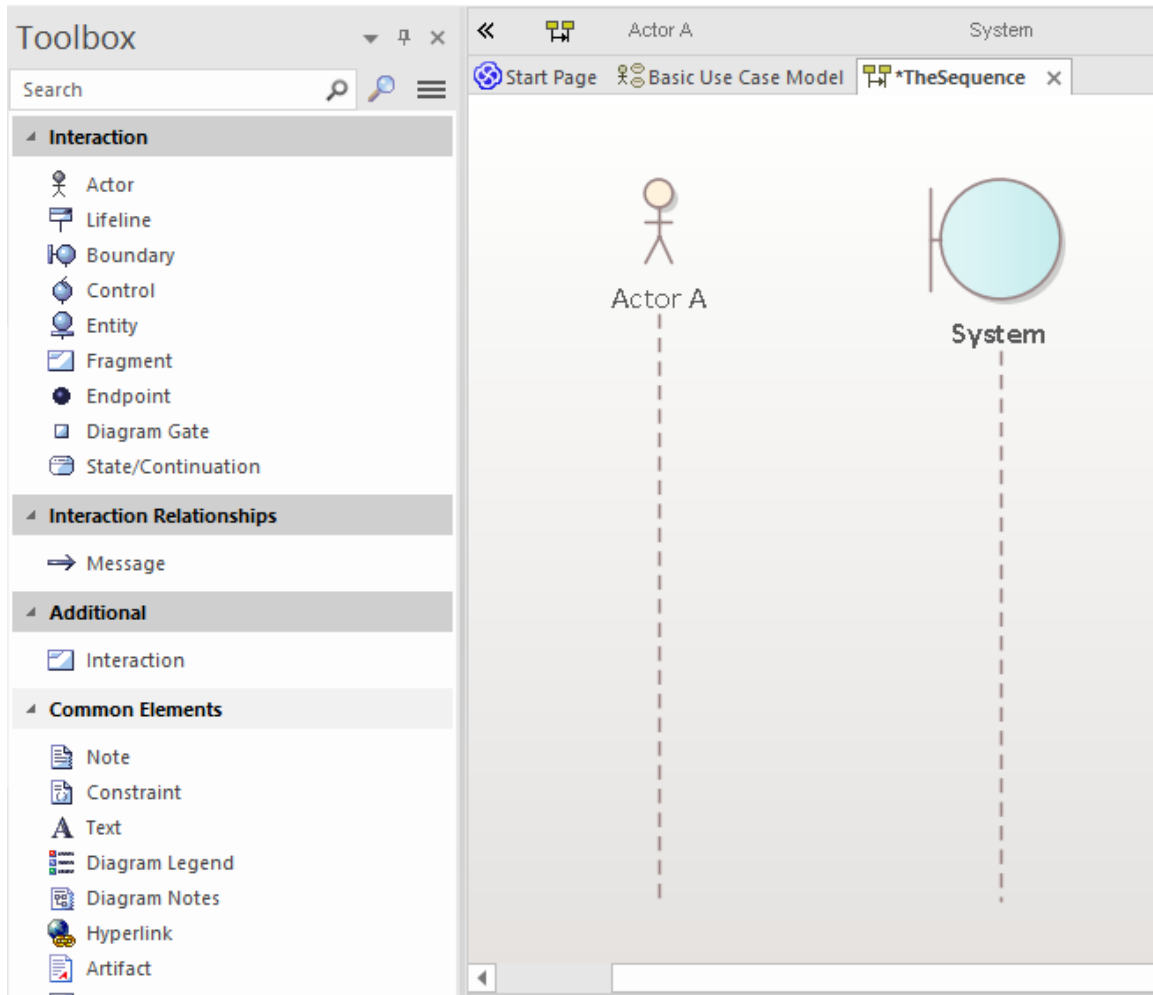 Toolbox
Search
Interaction
Actor
Lifeline
Boundary
Control
Entity
Fragment
Endpoint
Diagram Gate
State/Continuation
Interaction Relationships
Message
Additional
Interaction
Common Elements
Note
Constraint
Text
Diagram Legend
Diagram Notes
Hyperlink
Artifact
Actor A System
Start Page Basic Use Case Model *TheSequence
Actor A
System